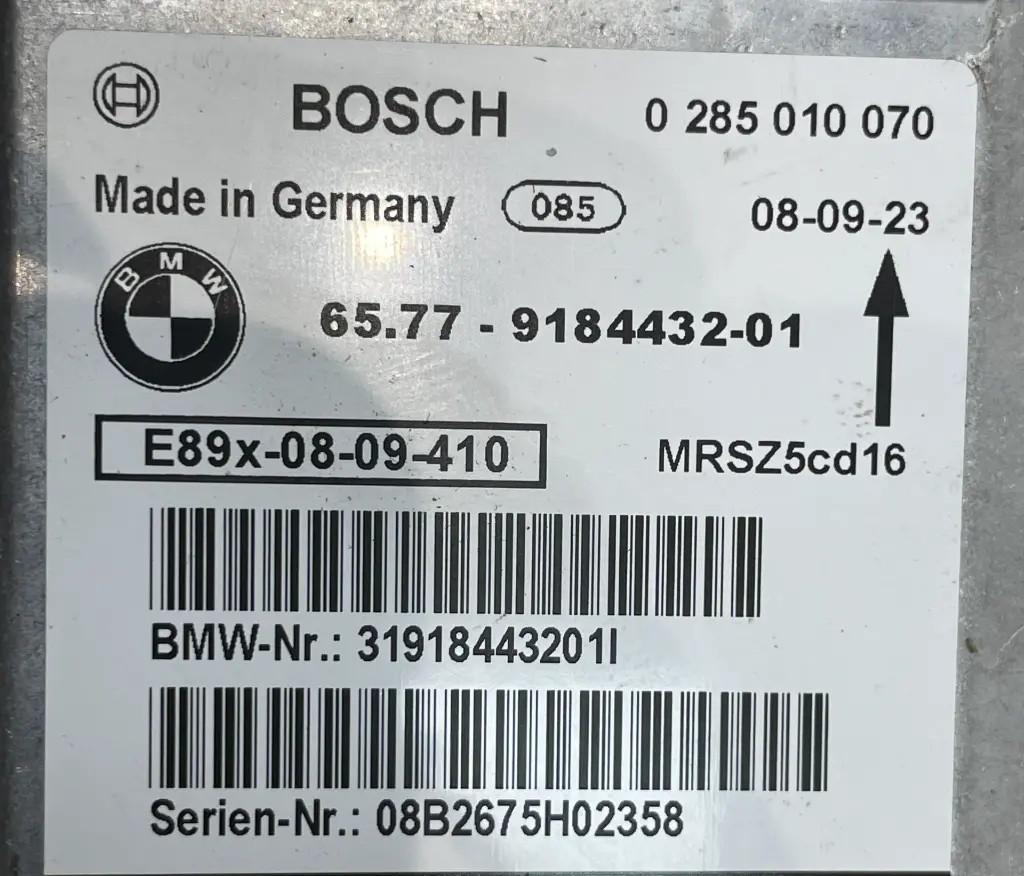 BOSCH 0 285 010 070
Made in Germany 085 08-09-23
BMW
65.77 - 9184432-01
E89x-08-09-410 MRSZ5cd16
BMW-Nr.: 31918443201I
Serien-Nr.: 08B2675H02358